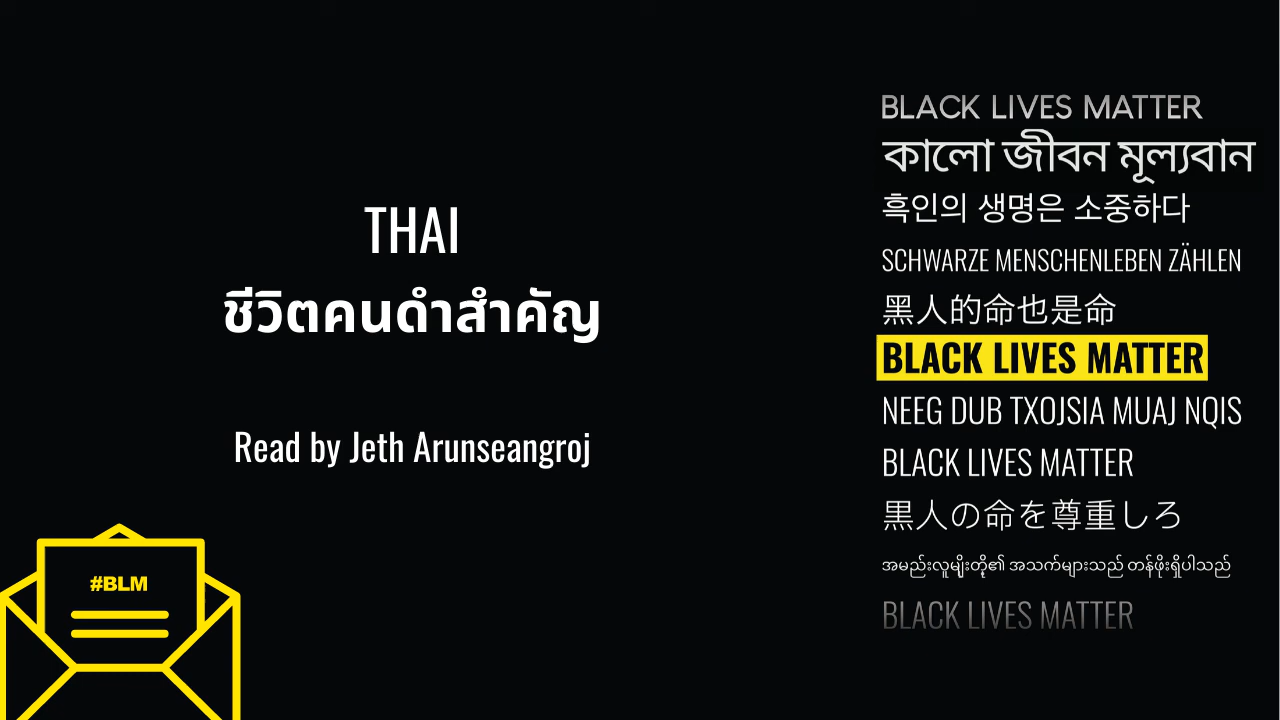 THAI
ชีวิตคนดำสำคัญ
Read by Jeth Arunseangroj
#BLM
BLACK LIVES MATTER
কালো জীবন মূল্যবান
흑인의 생명은 소중하다
SCHWARZE MENSCHENLEBEN ZÄHLEN
黑人的命也是命
BLACK LIVES MATTER
NEEG DUB TXOJSIA MUAJ NQIS
BLACK LIVES MATTER
黒人の命を尊重しろ
အမည်းလူမျိုးတို့၏ အသက်များသည် တန်ဖိုးရှိပါသည်
BLACK LIVES MATTER